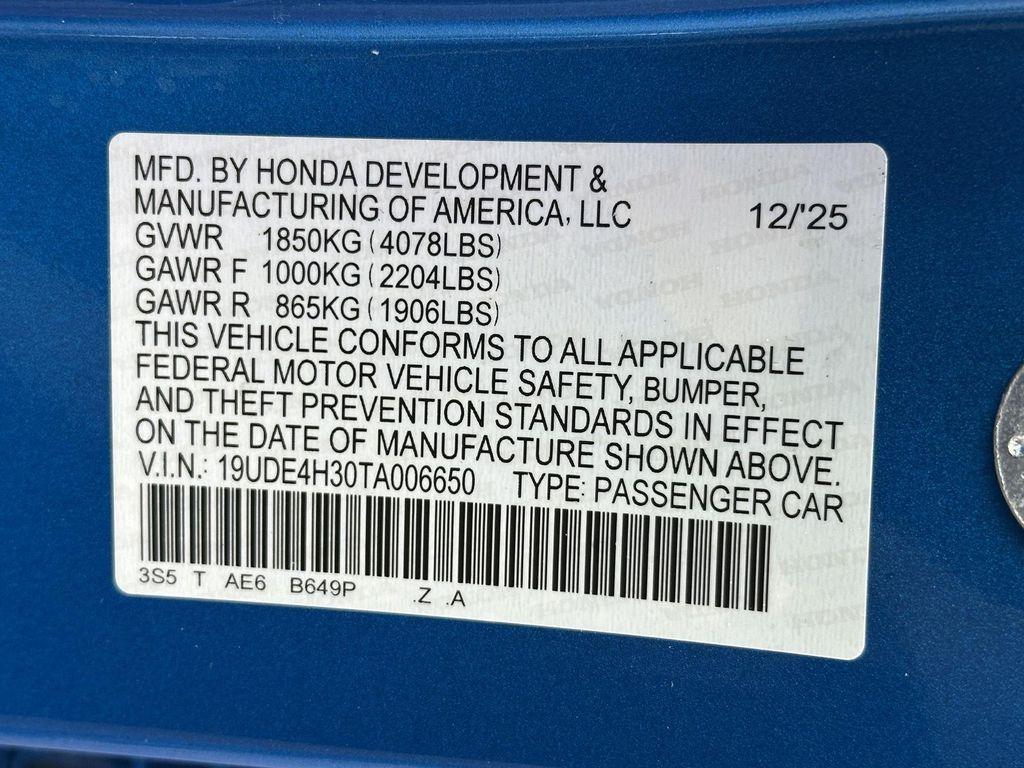 MFD. BY HONDA DEVELOPMENT &
MANUFACTURING OF AMERICA, LLC 12/'25
GVWR 1850KG (4078LBS)
GAWR F 1000KG (2204LBS)
GAWR R 865KG (1906LBS)
THIS VEHICLE CONFORMS TO ALL APPLICABLE
FEDERAL MOTOR VEHICLE SAFETY, BUMPER,
AND THEFT PREVENTION STANDARDS IN EFFECT
ON THE DATE OF MANUFACTURE SHOWN ABOVE.
V.I.N.: 19UDE4H30TA006650 TYPE: PASSENGER CAR
3S5 T AE6 B649P .Z .A